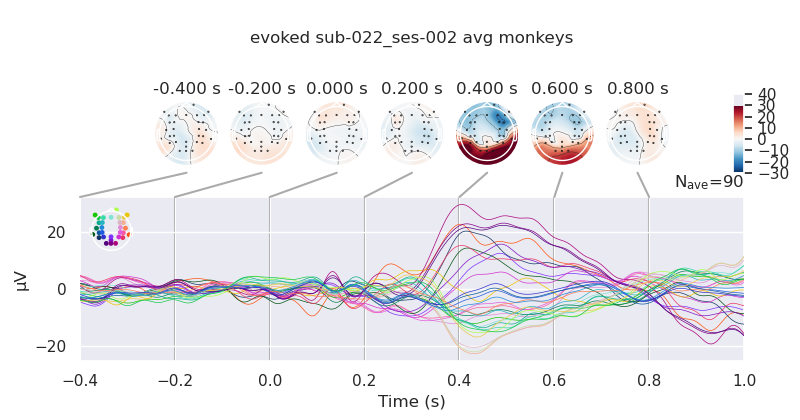 evoked sub-022_ses-002 avg monkeys
-0.400 s -0.200 s 0.000 s 0.200 s 0.400 s 0.600 s 0.800 s
40
30
20
10
0
−10
−20
−30
Nave=90
μV
20
0
−20
−0.4 −0.2 0.0 0.2 0.4 0.6 0.8 1.0
Time (s)